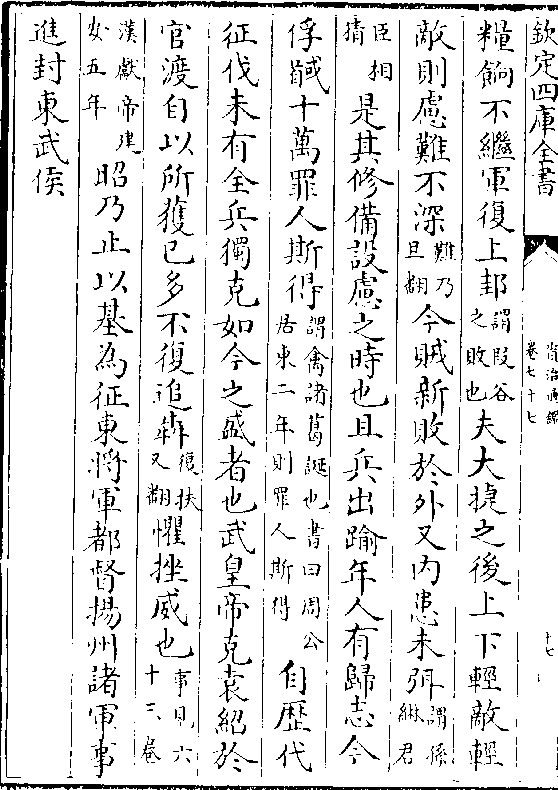 欽定四庫全書
資治通鑑
卷七十七
十七
糧餉不繼軍復上邽謂段谷之敗也夫大捷之後上下輕敵輕
敵則慮難不深難乃旦翻今賊新敗於外又内患未弭謂孫綝君
臣相猜是其修備設慮之時也且兵出踰年人有歸志今
俘馘十萬罪人斯得謂禽諸葛誕也書曰周公居東二年則罪人斯得自歴代
征伐未有全兵獨克如今之盛者也武皇帝克袁紹於
官渡自以所獲已多不復追犇復扶又翻懼挫威也事見六十三卷
漢獻帝建安五年昭乃止以基為征東將軍都督揚州諸軍事
進封東武侯